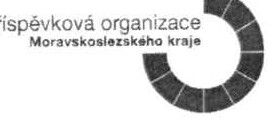 říspěvková organizace
Moravskoslezského kraje